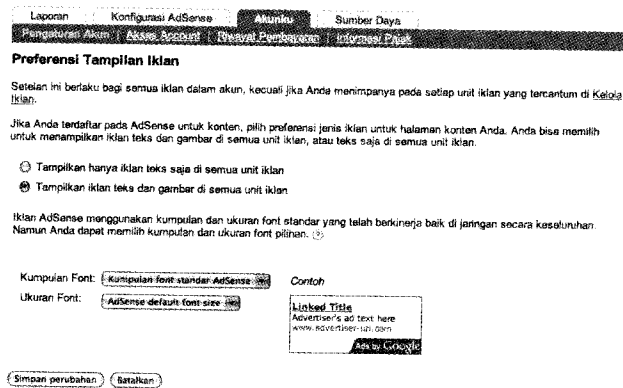 Laporan Konfigurasi AdSense Akunku Sumber Daya
Pengaturan Akun | Akses Account | Riwayat Pembayaran | Informasi Pajak
Preferensi Tampilan Iklan
Setelan ini berlaku bagi semua iklan dalam akun, kecuali jika Anda menimpanya pada setiap unit iklan yang tercantum di Kelola
Iklan.
Jika Anda terdaftar pada AdSense untuk konten, pilih preferensi jenis iklan untuk halaman konten Anda. Anda bisa memilih
untuk menampilkan iklan teks dan gambar di semua unit iklan, atau teks saja di semua unit iklan.
Tampilkan hanya iklan teks saja di semua unit iklan
Tampilkan iklan teks dan gambar di semua unit iklan
Iklan AdSense menggunakan kumpulan dan ukuran font standar yang telah berkinerja baik di jaringan secara keseluruhan.
Namun Anda dapat memilih kumpulan dan ukuran font pilihan. (?)
Kumpulan Font: Kumpulan font standar AdSense Contoh
Ukuran Font: AdSense default font size
Linked Title
Advertiser's ad text here
www.advertiser-url.com
Ads by Google
Simpan perubahan Batalkan